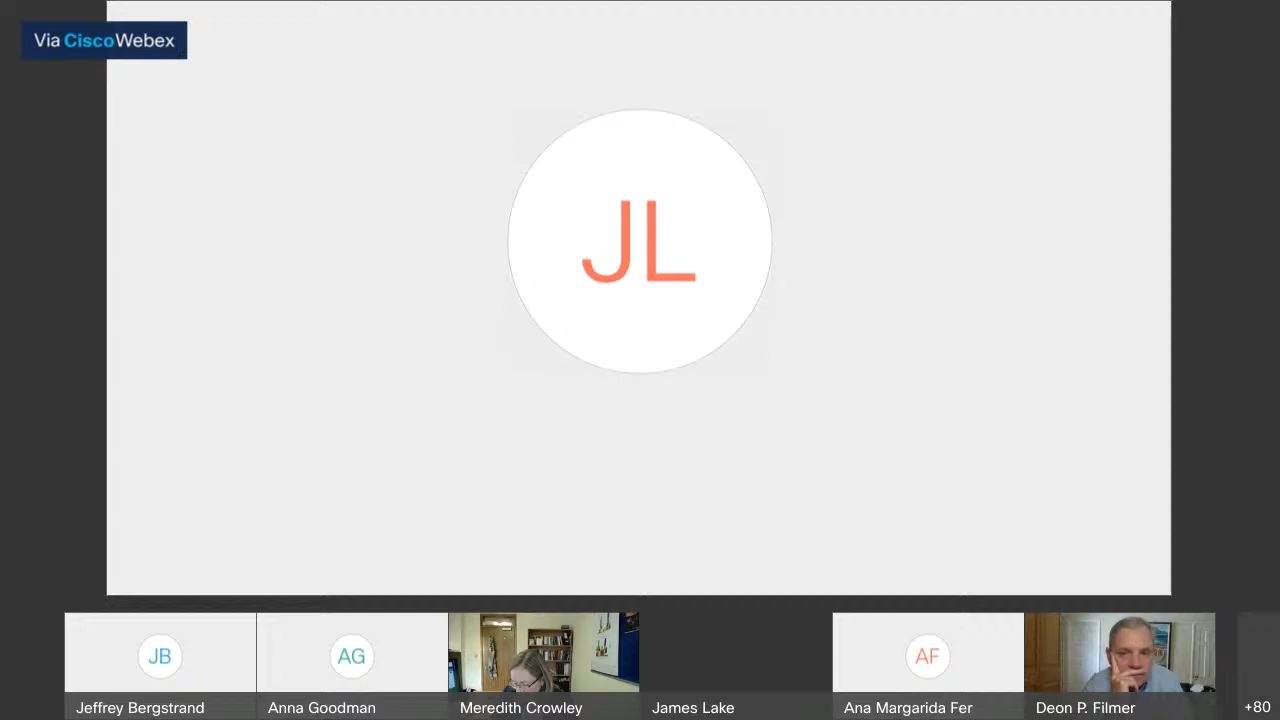 Via CiscoWebex
JL
JB
AG
AF
Jeffrey Bergstrand
Anna Goodman
Meredith Crowley
James Lake
Ana Margarida Fer
Deon P. Filmer
+80